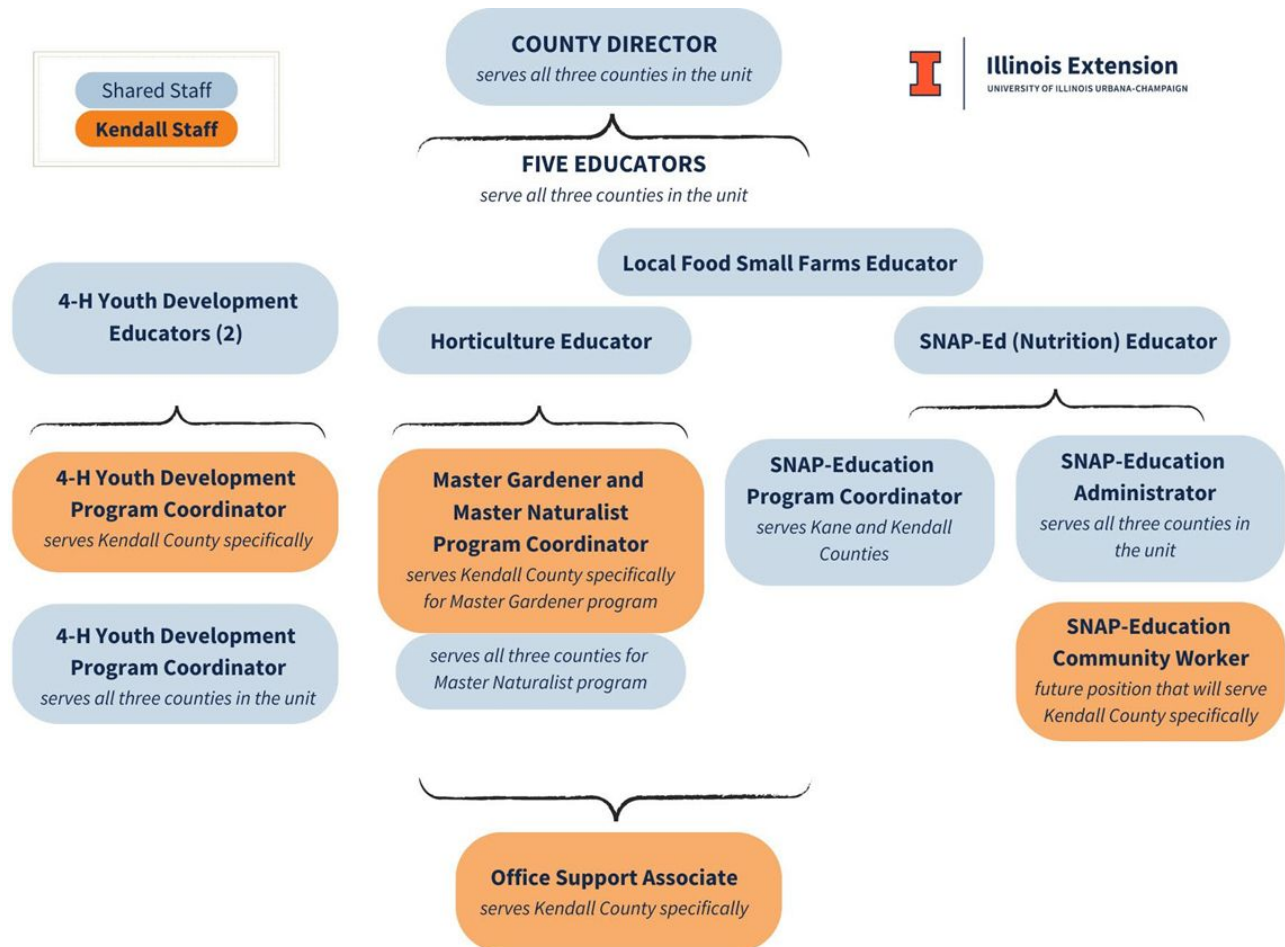 COUNTY DIRECTOR
serves all three counties in the unit
Shared Staff
Kendall Staff
I
Illinois Extension
UNIVERSITY OF ILLINOIS URBANA-CHAMPAIGN
FIVE EDUCATORS
serve all three counties in the unit
Local Food Small Farms Educator
4-H Youth Development
Educators (2)
Horticulture Educator
SNAP-Ed (Nutrition) Educator
4-H Youth Development
Program Coordinator
serves Kendall County specifically
4-H Youth Development
Program Coordinator
serves all three counties in the unit
Master Gardener and
Master Naturalist
Program Coordinator
serves Kendall County specifically
for Master Gardener program
serves all three counties for
Master Naturalist program
SNAP-Education
Program Coordinator
serves Kane and Kendall
Counties
SNAP-Education
Administrator
serves all three counties in
the unit
SNAP-Education
Community Worker
future position that will serve
Kendall County specifically
Office Support Associate
serves Kendall County specifically